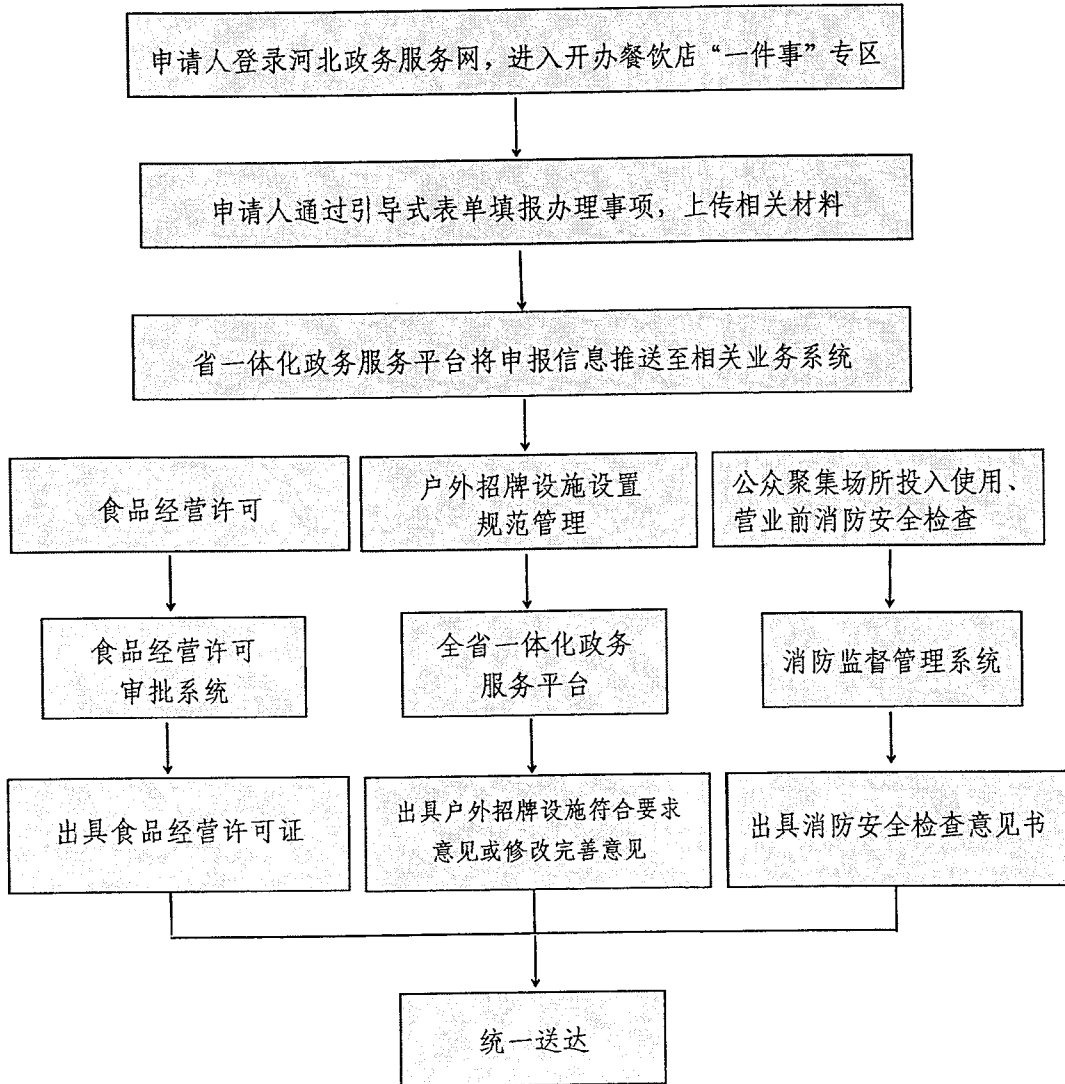 申请人登录河北政务服务网，进入开办餐饮店“一件事”专区
申请人通过引导式表单填报办理事项，上传相关材料
省一体化政务服务平台将申报信息推送至相关业务系统
食品经营许可
户外招牌设施设置
规范管理
公众聚集场所投入使用、
营业前消防安全检查
食品经营许可
审批系统
全省一体化政务
服务平台
消防监督管理系统
出具食品经营许可证
出具户外招牌设施符合要求
意见或修改完善意见
出具消防安全检查意见书
统一送达